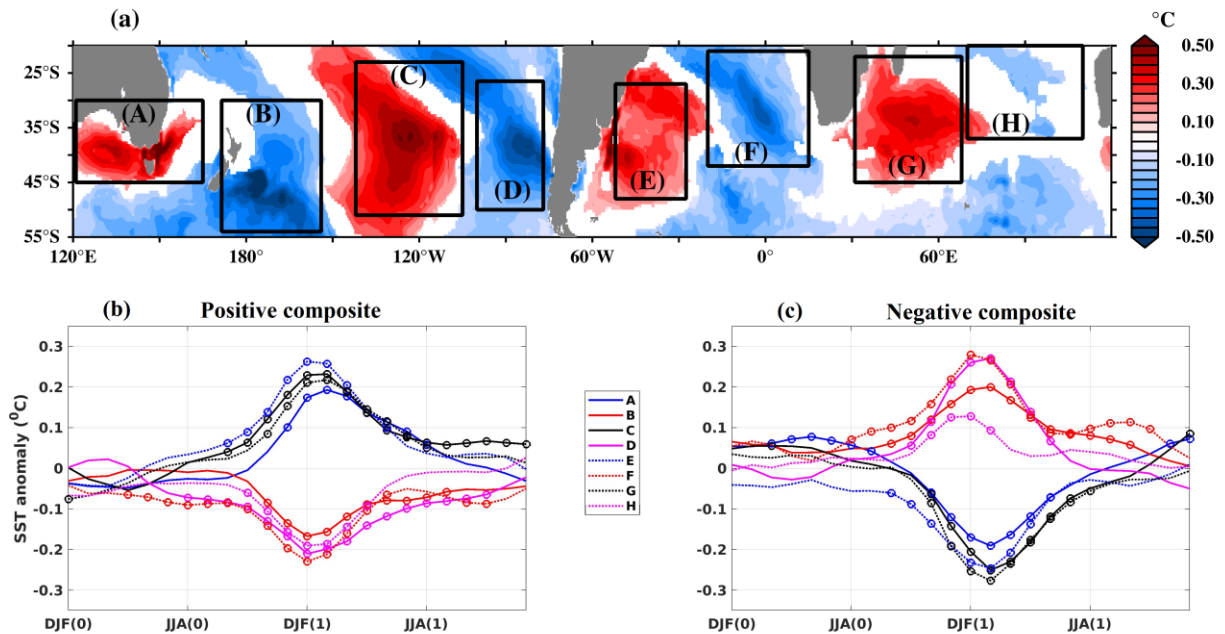 (a)
°C
25°S
35°S
45°S
55°S
(A)
(B)
(C)
(D)
(E)
(F)
(G)
(H)
0.50
0.30
0.10
-0.10
-0.30
-0.50
120°E
180°
120°W
60°W
0°
60°E
(b) Positive composite
SST anomaly (⁰C)
0.3
0.2
0.1
0
-0.1
-0.2
-0.3
DJF(0) JJA(0) DJF(1) JJA(1)
A
B
C
D
E
F
G
H
(c) Negative composite
0.3
0.2
0.1
0
-0.1
-0.2
-0.3
DJF(0) JJA(0) DJF(1) JJA(1)